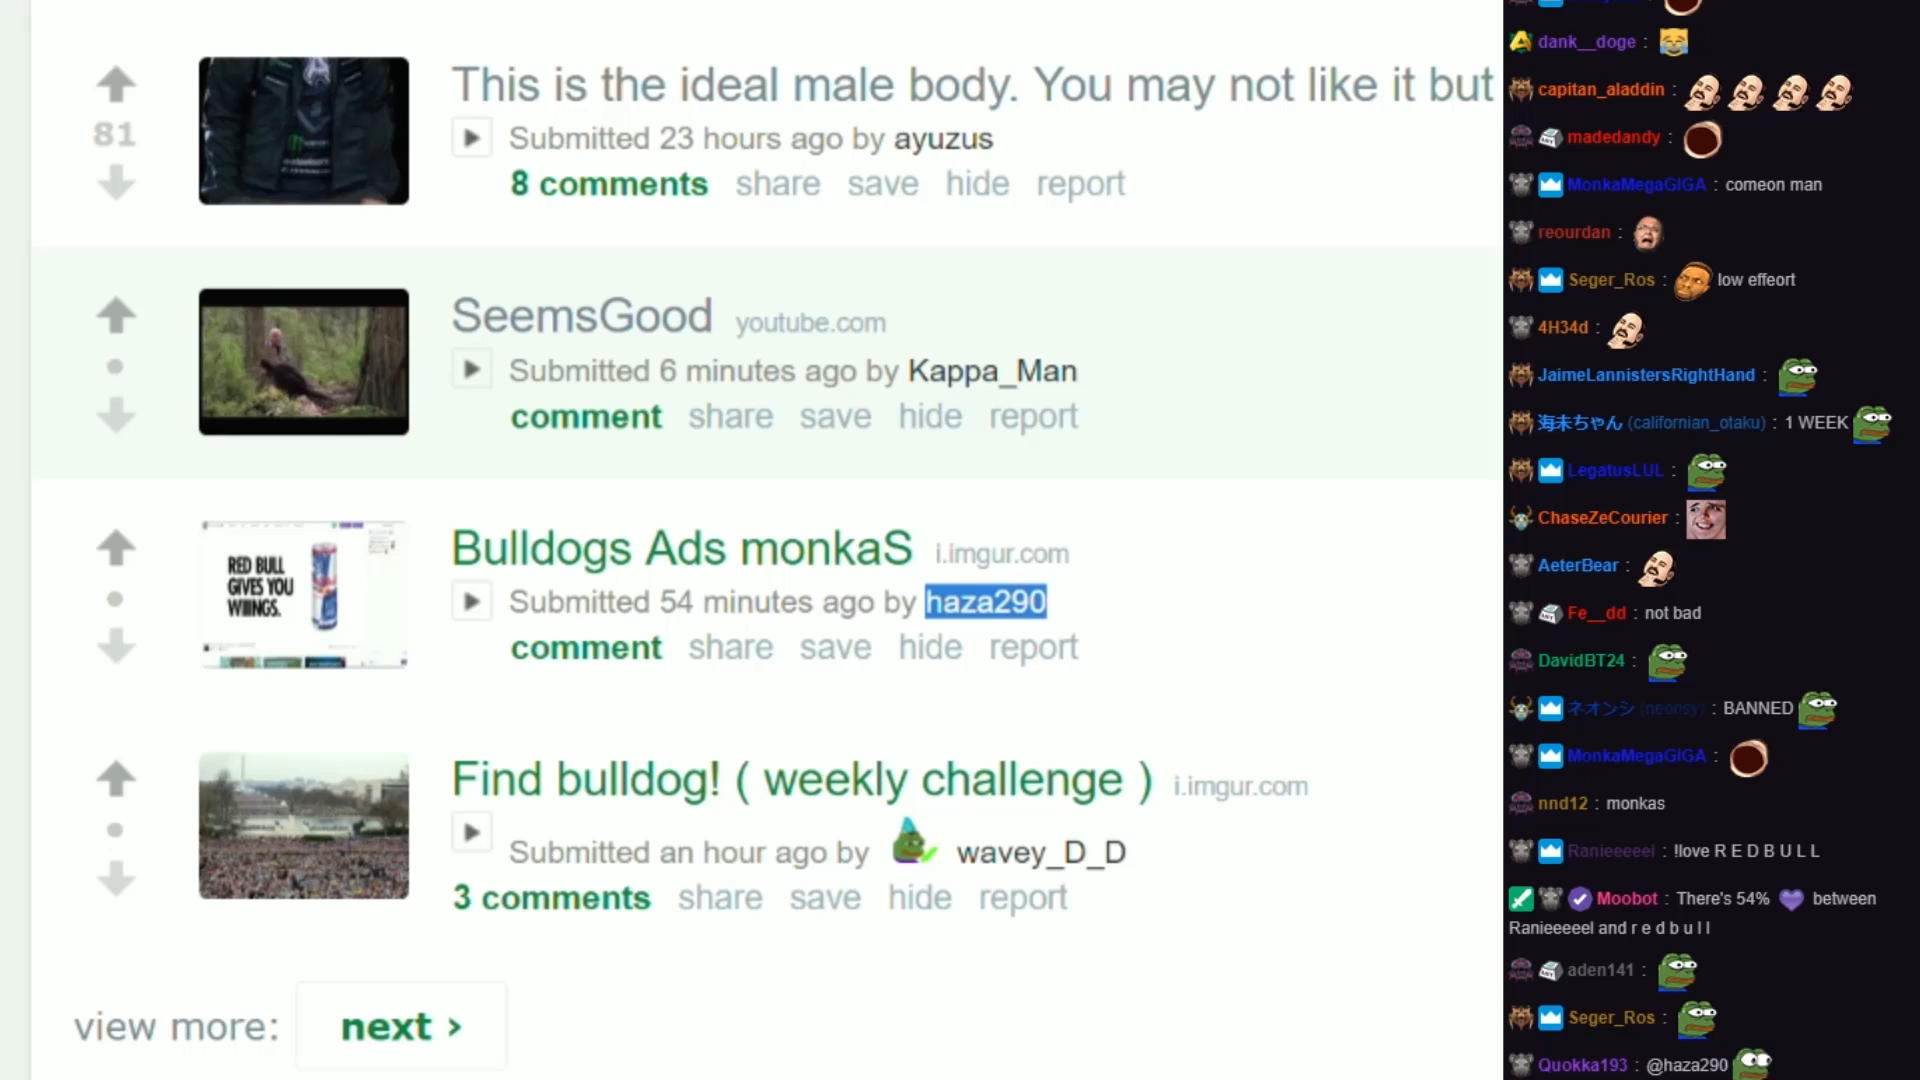 This is the ideal male body. You may not like it but
81
Submitted 23 hours ago by ayuzus
8 comments share save hide report
SeemsGood youtube.com
Submitted 6 minutes ago by Kappa_Man
comment share save hide report
RED BULL
GIVES YOU
WIIINGS.
Bulldogs Ads monkaS i.imgur.com
Submitted 54 minutes ago by haza290
comment share save hide report
Find bulldog! ( weekly challenge ) i.imgur.com
Submitted an hour ago by wavey_D_D
3 comments share save hide report
view more: next ›
dank__doge :
capitan_aladdin :
madedandy :
MonkaMegaGIGA : comeon man
reourdan :
Seger_Ros : low effeort
4H34d :
JaimeLannistersRightHand :
海未ちゃん (californian_otaku) : 1 WEEK
LegatusLUL :
ChaseZeCourier :
AeterBear :
Fe__dd : not bad
DavidBT24 :
ネオンシ (neonsy) : BANNED
MonkaMegaGIGA :
nnd12 : monkas
Ranieeeeel : !love R E D B U L L
Moobot : There's 54% between
Ranieeeeel and r e d b u l l
aden141 :
Seger_Ros :
Quokka193 : @haza290